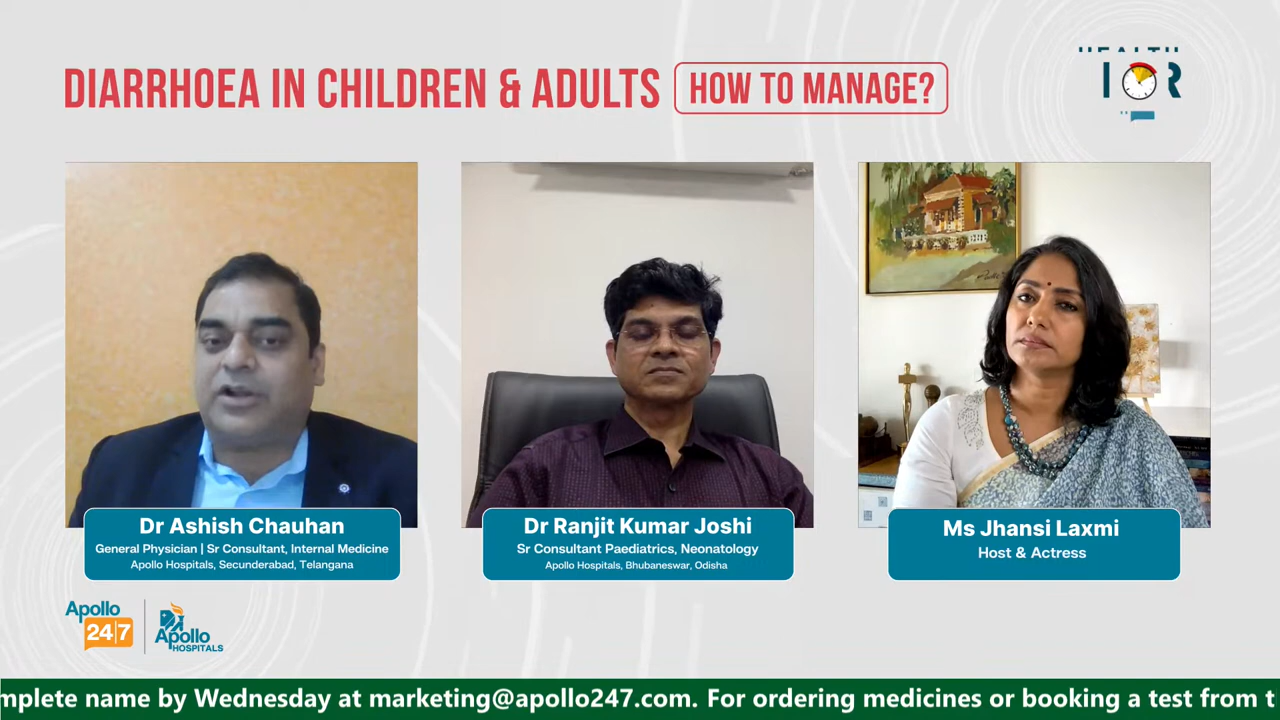 DIARRHOEA IN CHILDREN & ADULTS HOW TO MANAGE?
Dr Ashish Chauhan
General Physician | Sr Consultant, Internal Medicine
Apollo Hospitals, Secunderabad, Telangana
Dr Ranjit Kumar Joshi
Sr Consultant Paediatrics, Neonatology
Apollo Hospitals, Bhubaneswar, Odisha
Ms Jhansi Laxmi
Host & Actress
Apollo
24|7
Apollo
HOSPITALS
mplete name by Wednesday at marketing@apollo247.com. For ordering medicines or booking a test from t